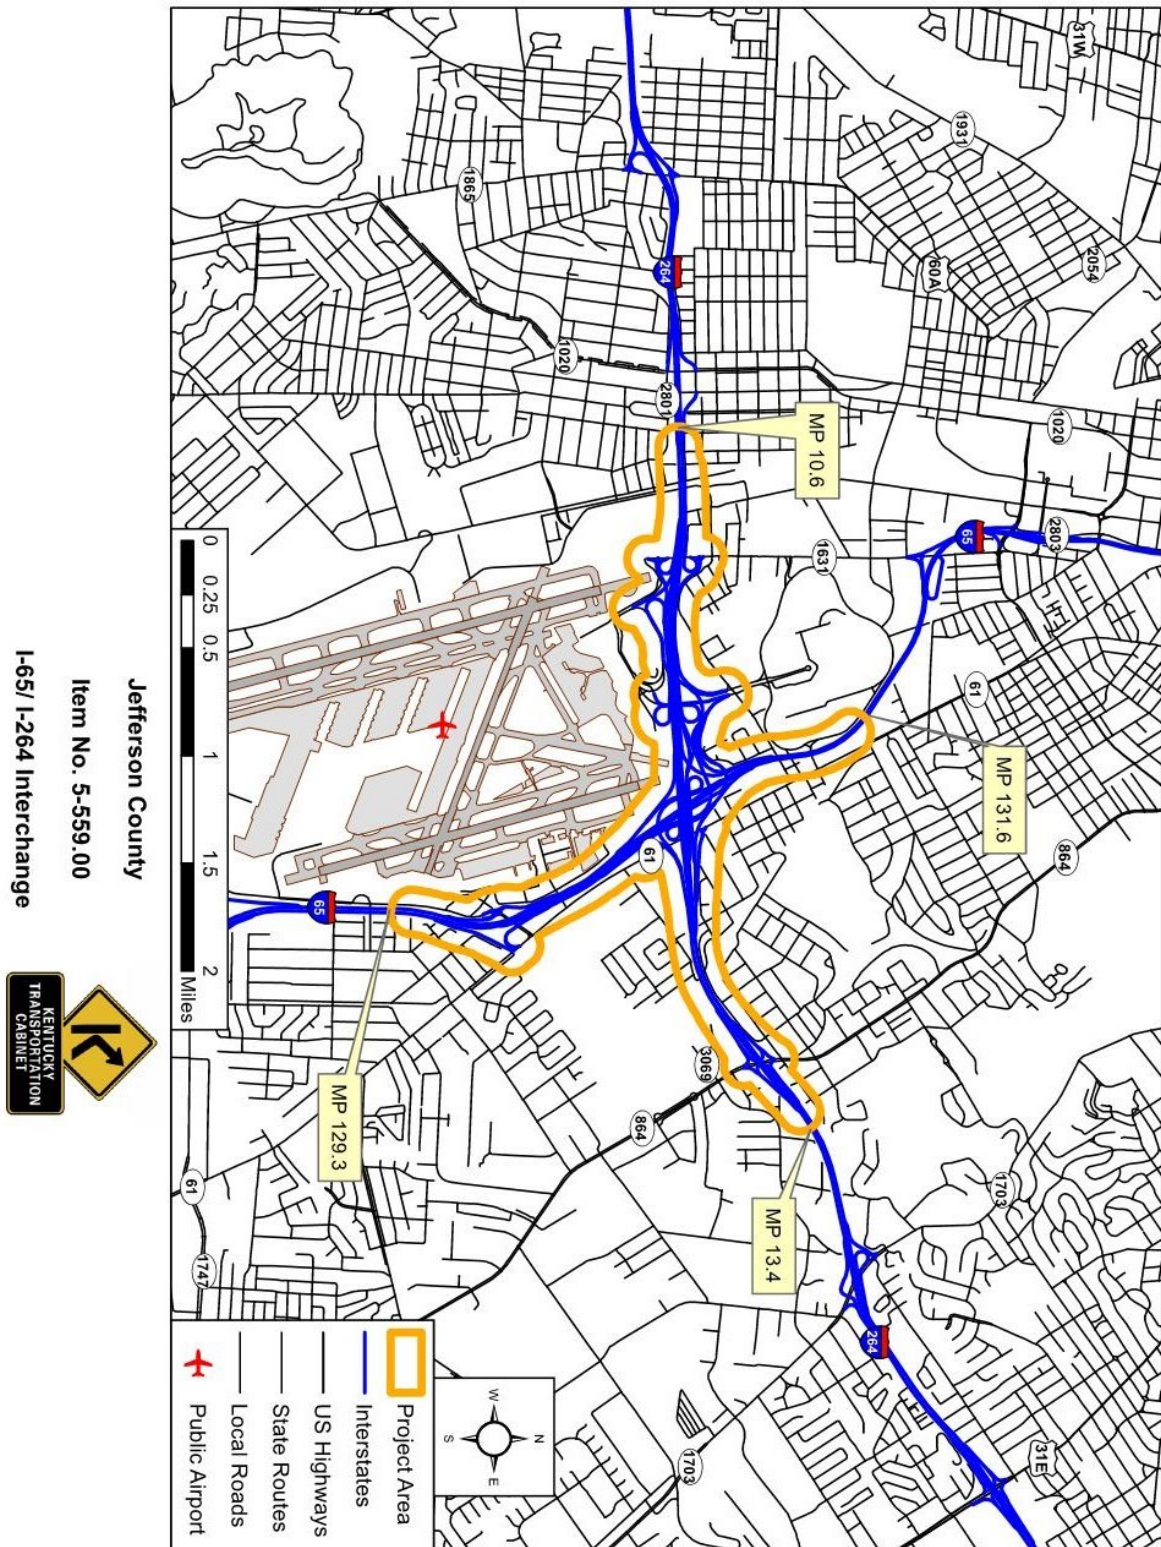 31W
1931
2054
60A
1865
264
1020
2801
MP 10.6
1020
65
2803
1631
61
MP 131.6
864
61
65
MP 129.3
3069
864
MP 13.4
1703
264
31E
1703
61
1747
0 0.25 0.5 1 1.5 2
Miles
N
W E
S
Project Area
Interstates
US Highways
State Routes
Local Roads
Public Airport
Jefferson County
Item No. 5-559.00
I-65/ I-264 Interchange
KENTUCKY
TRANSPORTATION
CABINET